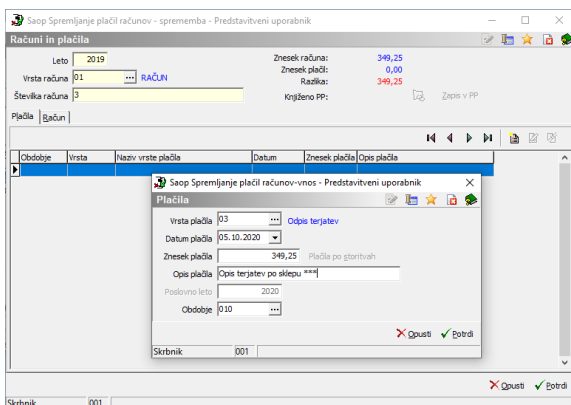 Saop Spremljanje plačil računov - sprememba - Predstavitveni uporabnik
Računi in plačila
Leto 2019
Vrsta računa 01 ... RAČUN
Številka računa 3
Znesek računa: 349,25
Znesek plačil: 0,00
Razlika: 349,25
Knjiženo PP: Zapis v PP
Plačila Račun
Obdobje Vrsta Naziv vrste plačila Datum Znesek plačila Opis plačila
Saop Spremljanje plačil računov-vnos - Predstavitveni uporabnik
Plačila
Vrsta plačila 03 ... Odpis terjatev
Datum plačila 05.10.2020
Znesek plačila 349,25 Plačila po storitvah
Opis plačila Opis terjatev po sklepu ***
Poslovno leto 2020
Obdobje 010 ...
Opusti Potrdi
Skrbnik 001
Opusti Potrdi
Skrbnik 001